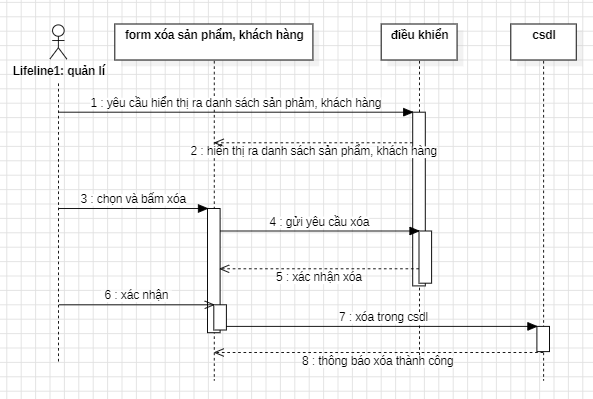 form xóa sản phẩm, khách hàng
điều khiển
csdl
Lifeline1: quản lí
1 : yêu cầu hiển thị ra danh sách sản phảm, khách hàng
2 : hiển thị ra danh sách sản phẩm, khách hàng
3 : chọn và bấm xóa
4 : gửi yêu cầu xóa
5 : xác nhận xóa
6 : xác nhận
7 : xóa trong csdl
8 : thông báo xóa thành công